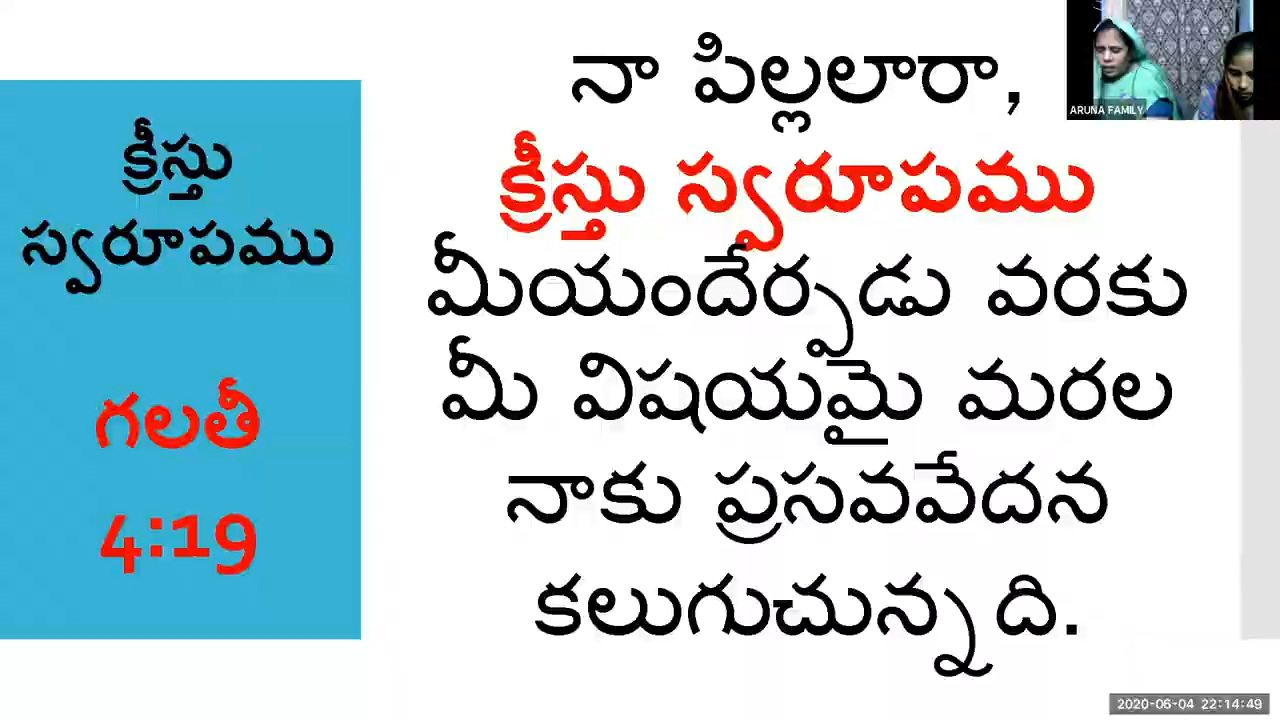 క్రీస్తు
స్వరూపము
గలతీ
4:19
నా పిల్లలారా,
క్రీస్తు స్వరూపము
మీయందేర్పడు వరకు
మీ విషయమై మరల
నాకు ప్రసవవేదన
కలుగుచున్నది.
ARUNA FAMILY
2020-06-04 22:14:49